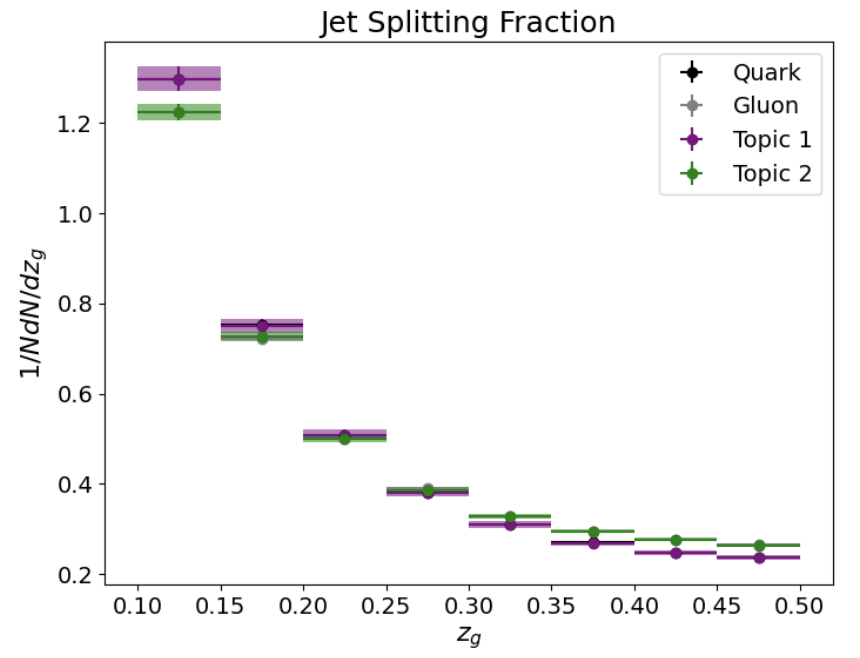 Jet Splitting Fraction
1/NdN/dz_g
1.2
1.0
0.8
0.6
0.4
0.2
Quark
Gluon
Topic 1
Topic 2
0.10 0.15 0.20 0.25 0.30 0.35 0.40 0.45 0.50
z_g